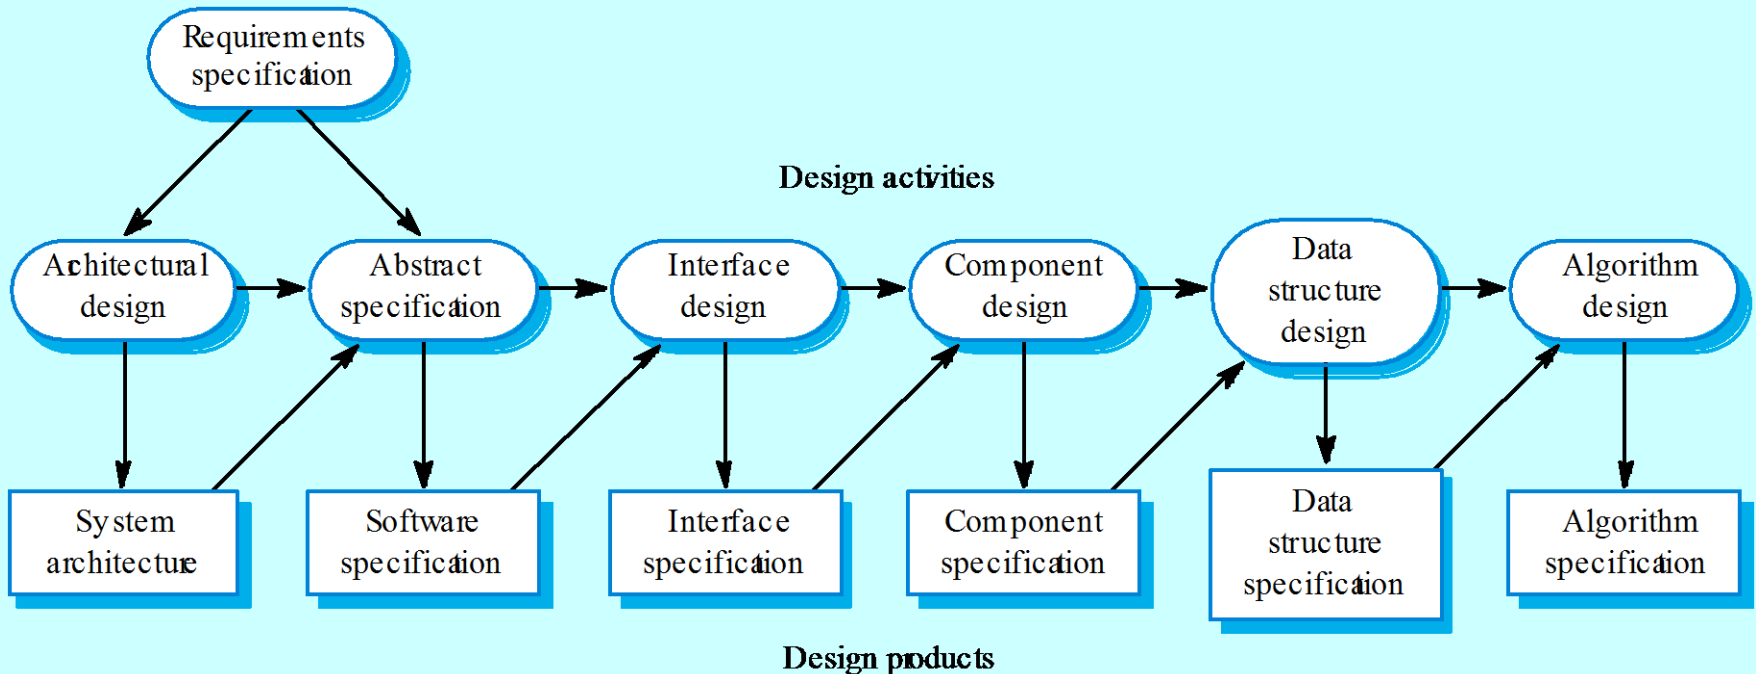 Requirements
specification
Design activities
Architectural
design
Abstract
specification
Interface
design
Component
design
Data
structure
design
Algorithm
design
System
architecture
Software
specification
Interface
specification
Component
specification
Data
structure
specification
Algorithm
specification
Design products